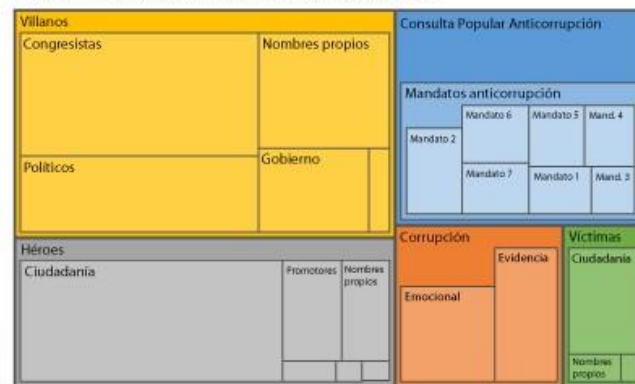 Villanos
Congresistas
Nombres propios
Políticos
Gobierno
Consulta Popular Anticorrupción
Mandatos anticorrupción
Mandato 2
Mandato 6
Mandato 5
Mand. 4
Mandato 7
Mandato 1
Mand. 3
Héroes
Ciudadanía
Promotores
Nombres
propios
Corrupción
Emocional
Evidencia
Víctimas
Ciudadanía
Nombres
propios